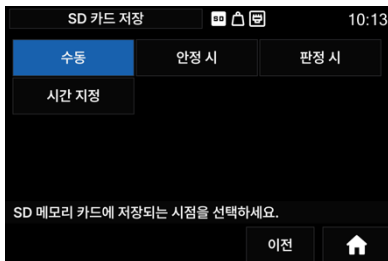 SD 카드 저장 SD 10:13
수동 안정 시 판정 시
시간 지정
SD 메모리 카드에 저장되는 시점을 선택하세요.
이전